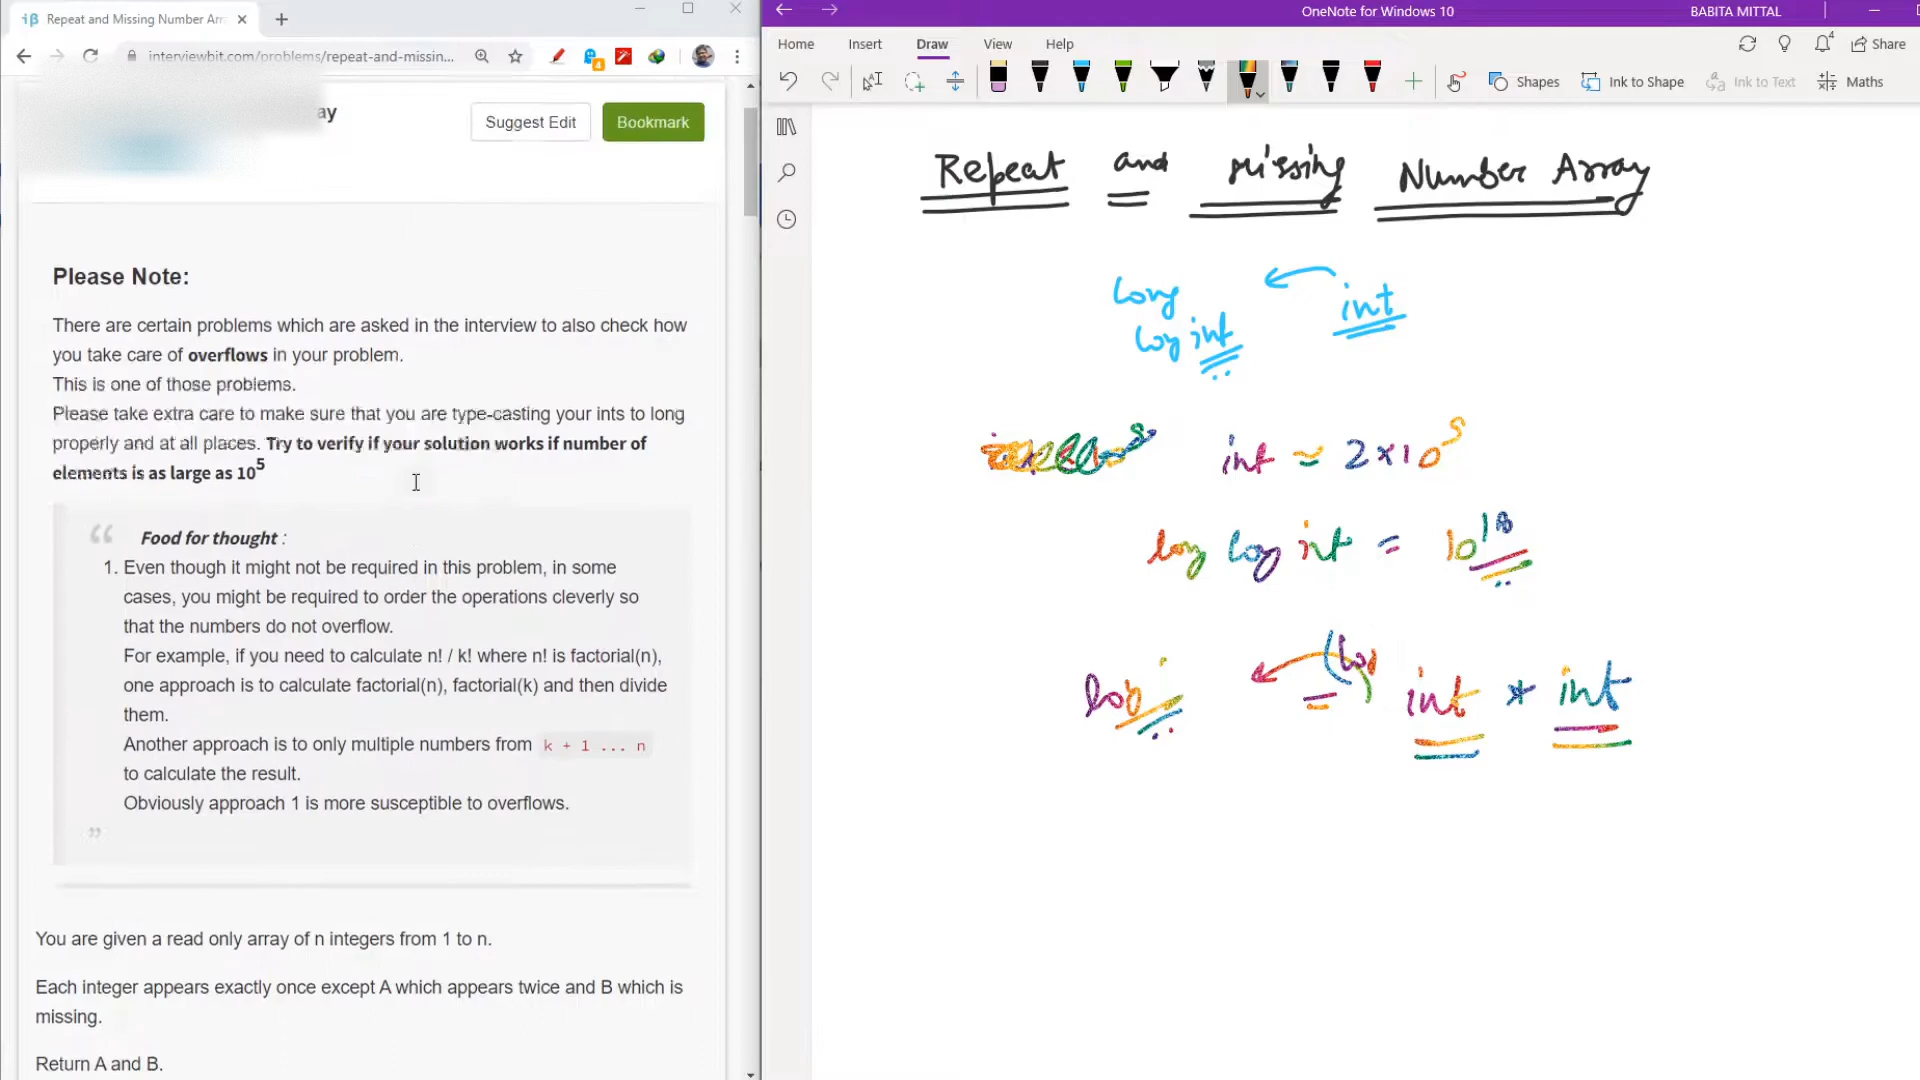 Repeat and Missing Number Arr
interviewbit.com/problems/repeat-and-missin...
ay
Suggest Edit
Bookmark
Please Note:
There are certain problems which are asked in the interview to also check how
you take care of overflows in your problem.
This is one of those problems.
Please take extra care to make sure that you are type-casting your ints to long
properly and at all places. Try to verify if your solution works if number of
elements is as large as 10^5
Food for thought :
1. Even though it might not be required in this problem, in some
cases, you might be required to order the operations cleverly so
that the numbers do not overflow.
For example, if you need to calculate n! / k! where n! is factorial(n),
one approach is to calculate factorial(n), factorial(k) and then divide
them.
Another approach is to only multiple numbers from k + 1 ... n
to calculate the result.
Obviously approach 1 is more susceptible to overflows.
You are given a read only array of n integers from 1 to n.
Each integer appears exactly once except A which appears twice and B which is
missing.
Return A and B.
OneNote for Windows 10
BABITA MITTAL
Home Insert Draw View Help
Share
Shapes Ink to Shape Ink to Text Maths
Repeat and Missing Number Array
long int
long int
int ≈ 2×10
long long int = 10^18
int * int